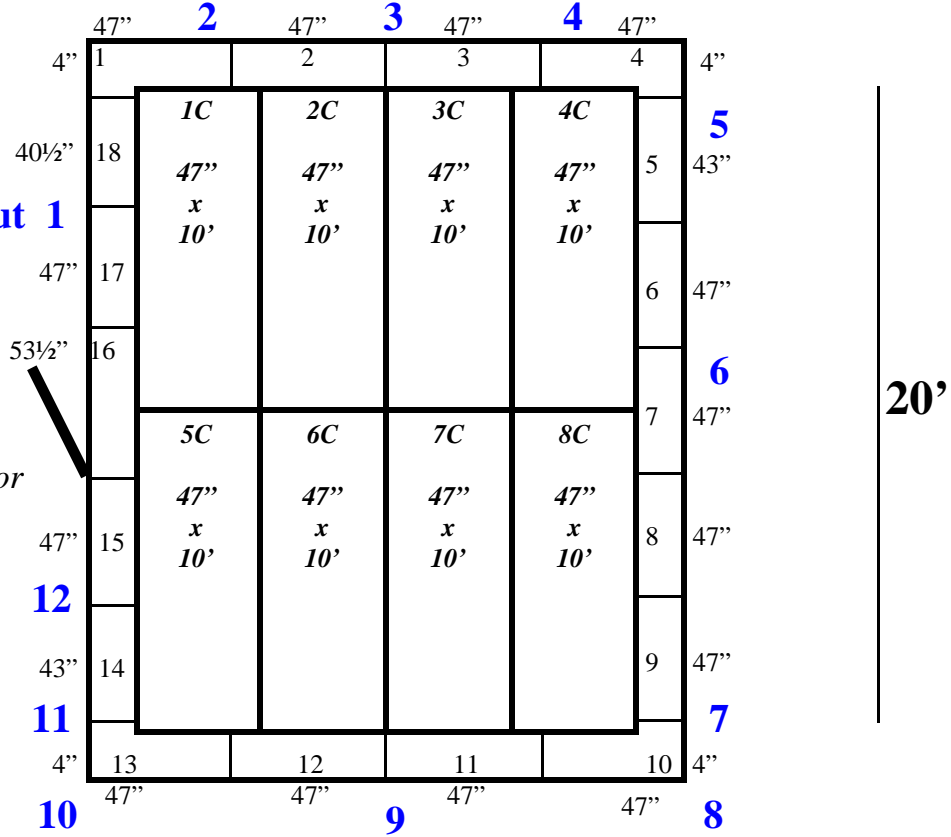 2 3 4
47” 47” 47” 47”
4” 1 2 3 4 4”
1C 2C 3C 4C
5
40½” 18 5 43”
47” 47” 47” 47”
x x x x
10’ 10’ 10’ 10’
ut 1
47” 17 6 47”
53½” 16
6
20’
7 47”
5C 6C 7C 8C
or
47” 47” 47” 47”
x x x x
10’ 10’ 10’ 10’
47” 15 8 47”
12
43” 14 9 47”
11 7
4” 13 12 11 10 4”
47” 47” 47” 47”
10 9 8